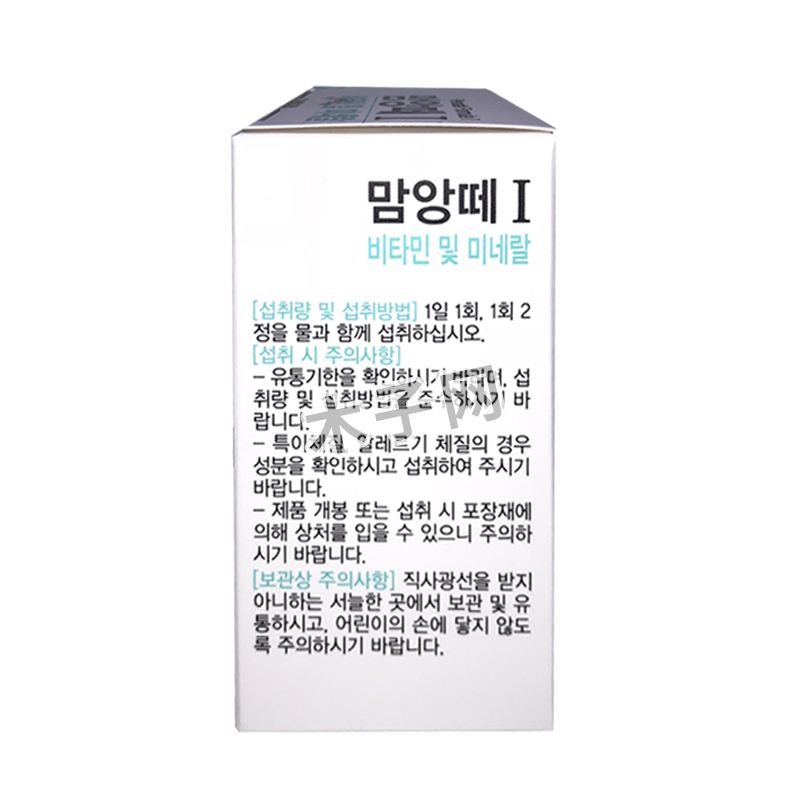 맘앙떼 I
비타민 및 미네랄
[섭취량 및 섭취방법] 1일 1회, 1회 2
정을 물과 함께 섭취하십시오.
[섭취 시 주의사항]
- 유통기한을 확인하시기 바라며, 섭
취량 및 섭취방법을 준수하시기 바
랍니다.
- 특이체질, 알레르기 체질의 경우
성분을 확인하시고 섭취하여 주시기
바랍니다.
- 제품 개봉 또는 섭취 시 포장재에
의해 상처를 입을 수 있으니 주의하
시기 바랍니다.
[보관상 주의사항] 직사광선을 받지
아니하는 서늘한 곳에서 보관 및 유
통하시고, 어린이의 손에 닿지 않도
록 주의하시기 바랍니다.
木子网